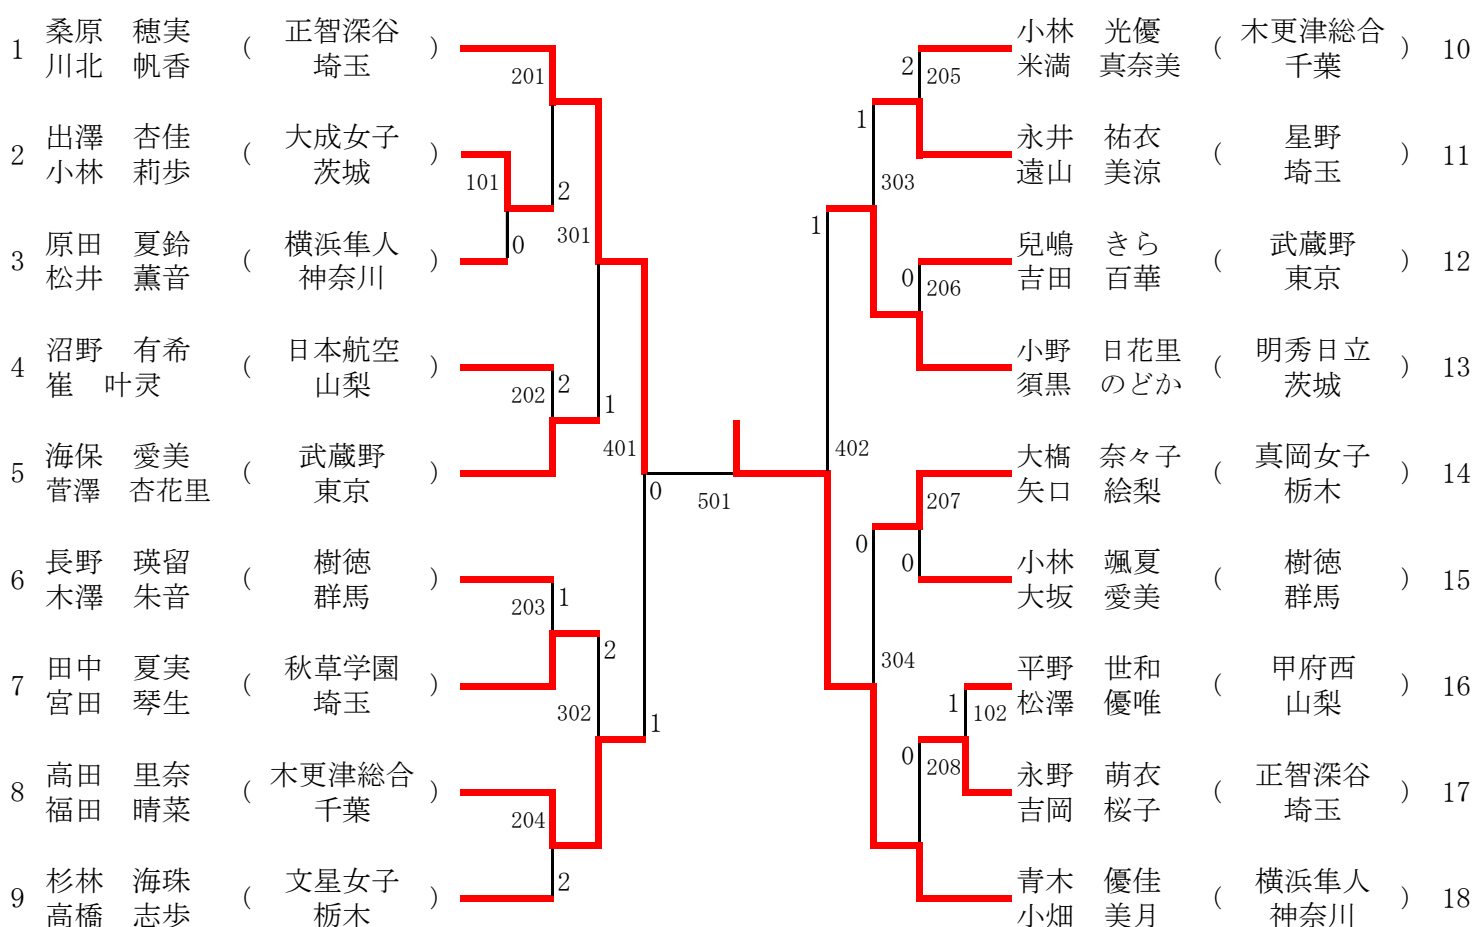 1 桑原 穂実 ( 正智深谷 )
川北 帆香 埼玉
2 出澤 杏佳 ( 大成女子 )
小林 莉歩 茨城
3 原田 夏鈴 ( 横浜隼人 )
松井 薫音 神奈川
4 沼野 有希 ( 日本航空 )
崔 叶灵 山梨
5 海保 愛美 ( 武蔵野 )
菅澤 杏花里 東京
6 長野 瑛留 ( 樹徳 )
木澤 朱音 群馬
7 田中 夏実 ( 秋草学園 )
宮田 琴生 埼玉
8 高田 里奈 ( 木更津総合 )
福田 晴菜 千葉
9 杉林 海珠 ( 文星女子 )
高橋 志歩 栃木
201
101
2
0
301
202
2
1
401
203
1
2
302
1
204
2
0
501
小林 光優 ( 木更津総合 ) 10
米満 真奈美 千葉
永井 祐衣 ( 星野 ) 11
遠山 美涼 埼玉
兒嶋 きら ( 武蔵野 ) 12
吉田 百華 東京
小野 日花里 ( 明秀日立 ) 13
須黒 のどか 茨城
大橋 奈々子 ( 真岡女子 ) 14
矢口 絵梨 栃木
小林 颯夏 ( 樹徳 ) 15
大坂 愛美 群馬
平野 世和 ( 甲府西 ) 16
松澤 優唯 山梨
永野 萌衣 ( 正智深谷 ) 17
吉岡 桜子 埼玉
青木 優佳 ( 横浜隼人 ) 18
小畑 美月 神奈川
2
205
1
303
1
0
206
402
207
0
0
304
1
102
0
208